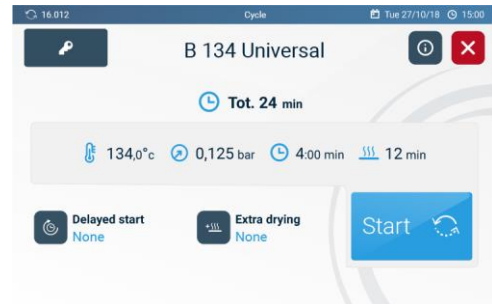 16.012 Cycle Tue 27/10/18 15:00
B 134 Universal
Tot. 24 min
134,0°c 0,125 bar 4:00 min 12 min
Delayed start
None
Extra drying
None
Start